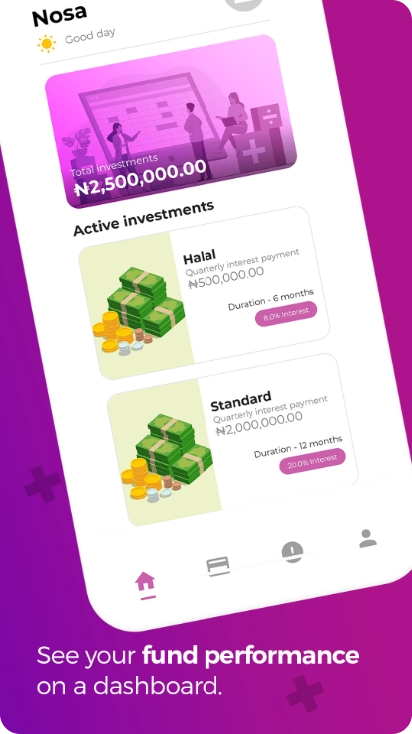 Nosa
Good day
Total investments
₦2,500,000.00
Active investments
Halal
Quarterly interest payment
₦500,000.00
Duration - 6 months
8.0% Interest
Standard
Quarterly interest payment
₦2,000,000.00
Duration - 12 months
20.0% Interest
See your fund performance
on a dashboard.